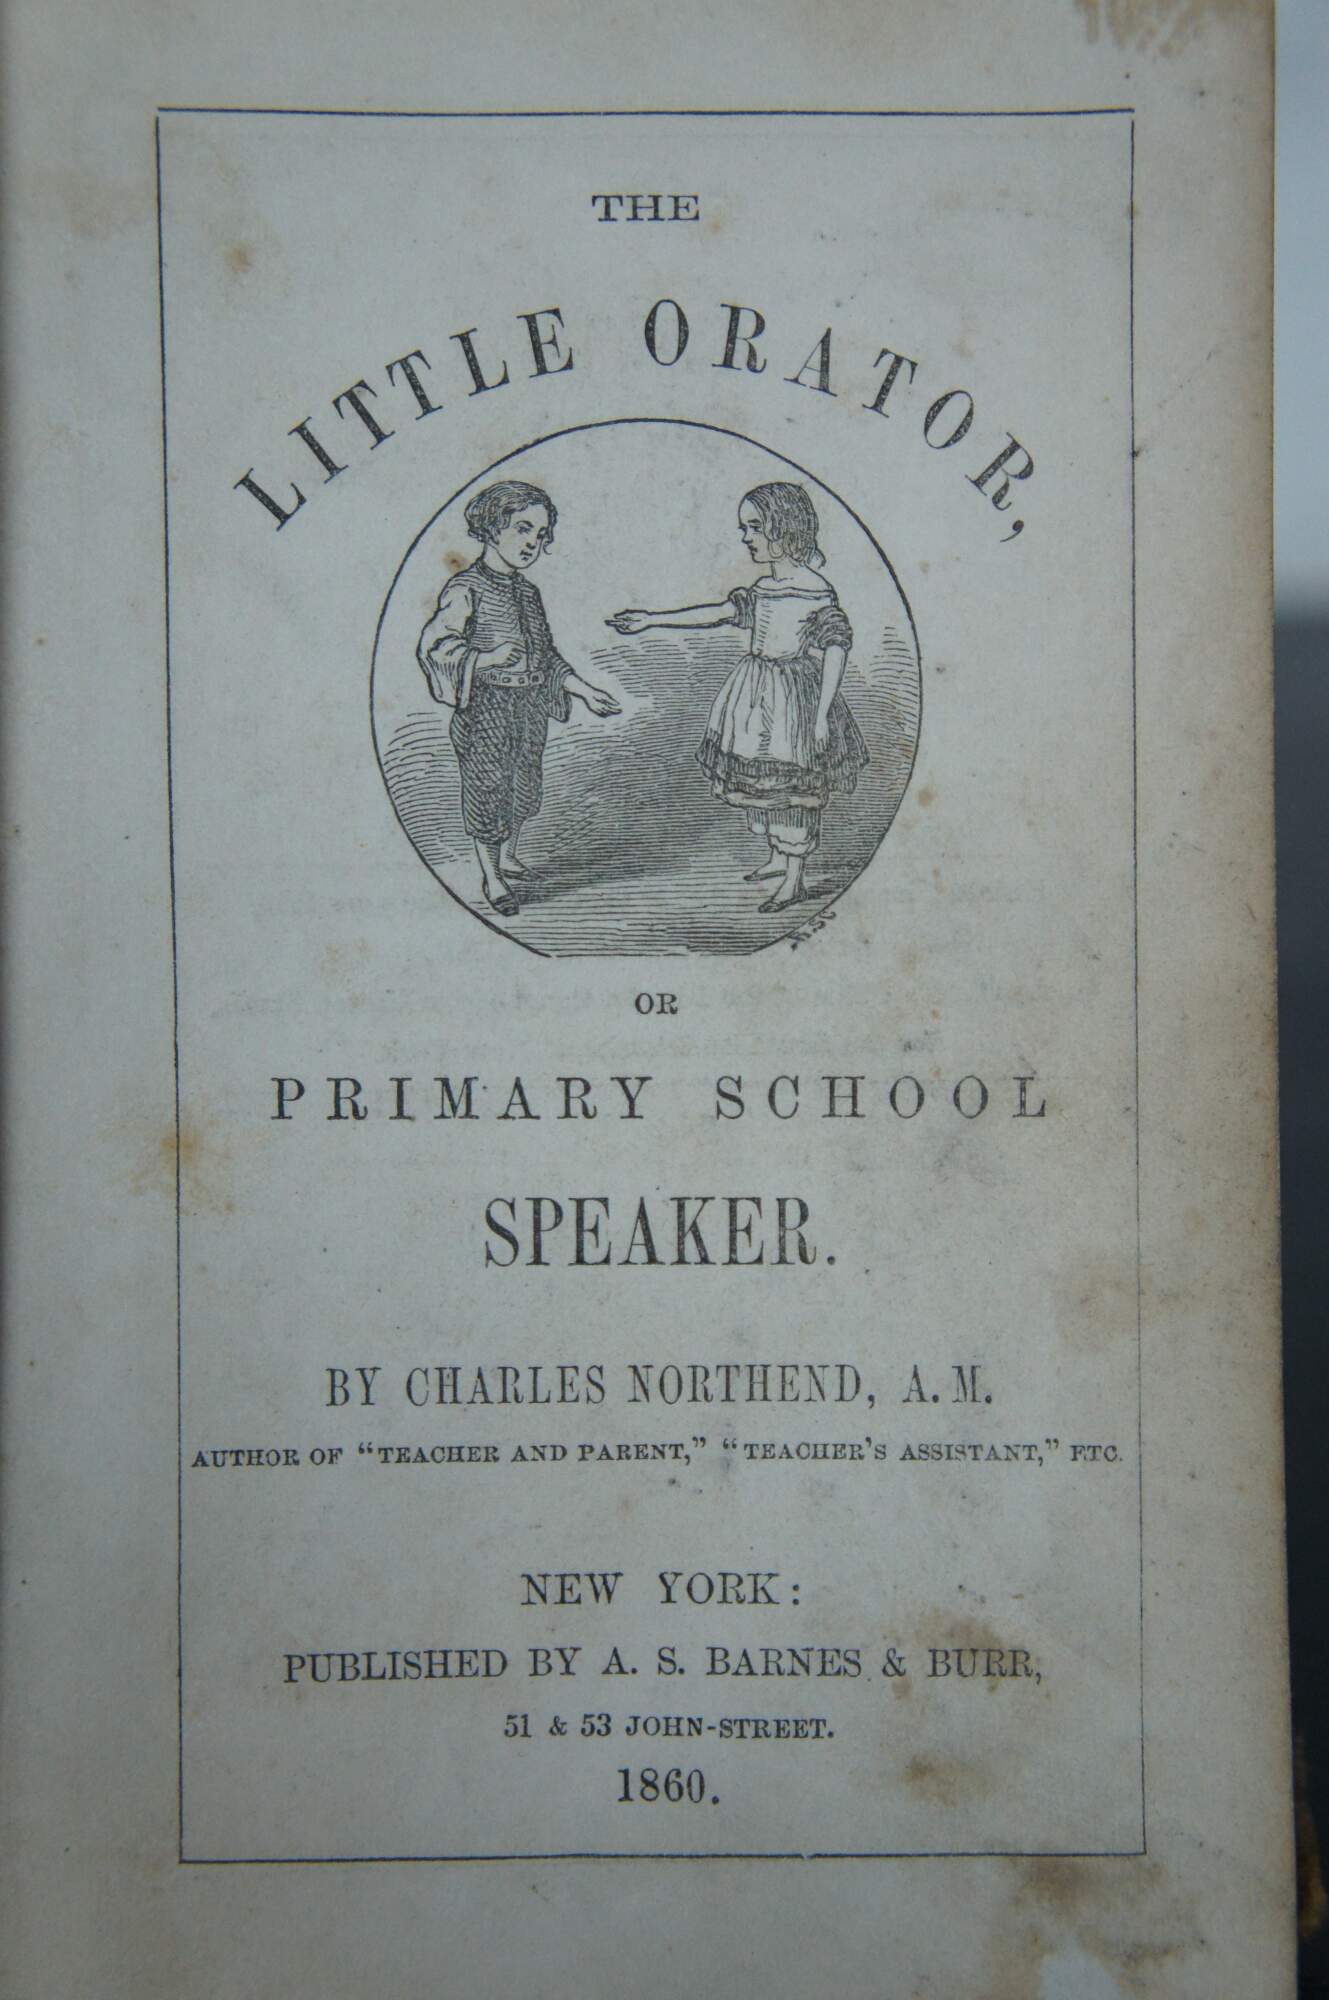 THE
LITTLE ORATOR,
OR
PRIMARY SCHOOL
SPEAKER.
BY CHARLES NORTHEND, A. M.
AUTHOR OF “TEACHER AND PARENT,” “TEACHER'S ASSISTANT,” ETC.
NEW YORK:
PUBLISHED BY A. S. BARNES & BURR,
51 & 53 JOHN-STREET.
1860.